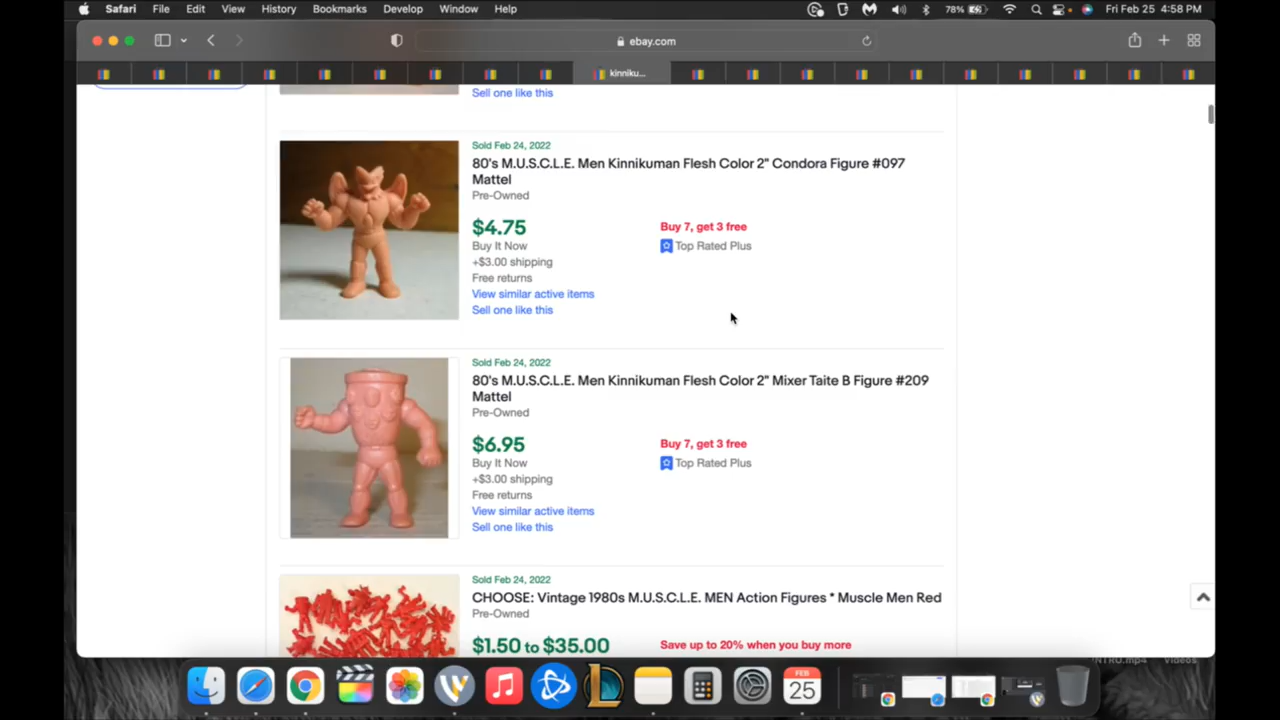 Safari File Edit View History Bookmarks Develop Window Help 78% Fri Feb 25 4:58 PM
ebay.com
kinniku...
Sell one like this
Sold Feb 24, 2022
80's M.U.S.C.L.E. Men Kinnikuman Flesh Color 2" Condora Figure #097
Mattel
Pre-Owned
$4.75 Buy 7, get 3 free
Buy It Now Top Rated Plus
+$3.00 shipping
Free returns
View similar active items
Sell one like this
Sold Feb 24, 2022
80's M.U.S.C.L.E. Men Kinnikuman Flesh Color 2" Mixer Taite B Figure #209
Mattel
Pre-Owned
$6.95 Buy 7, get 3 free
Buy It Now Top Rated Plus
+$3.00 shipping
Free returns
View similar active items
Sell one like this
Sold Feb 24, 2022
CHOOSE: Vintage 1980s M.U.S.C.L.E. MEN Action Figures * Muscle Men Red
Pre-Owned
$1.50 to $35.00 Save up to 20% when you buy more
INTRO.mp4 Videos
FEB
25